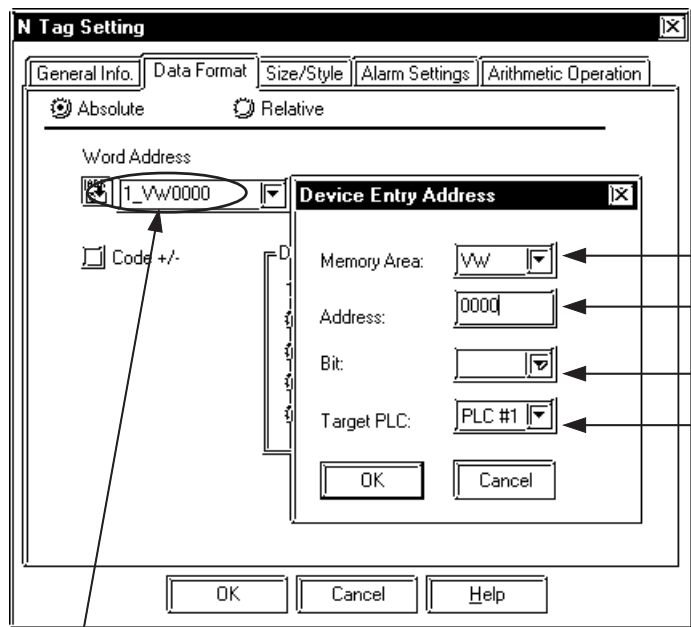 N Tag Setting
General Info. Data Format Size/Style Alarm Settings Arithmetic Operation
Absolute Relative
Word Address
1_VW0000
Code +/-
D
Device Entry Address
Memory Area: VW
Address: 0000
Bit:
Target PLC: PLC #1
OK Cancel
OK Cancel Help